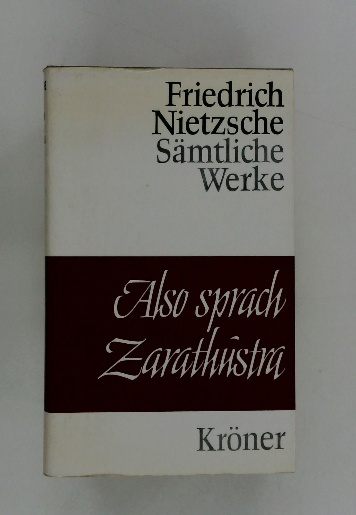 Friedrich
Nietzsche
Sämtliche
Werke
Also sprach
Zarathustra
Kröner